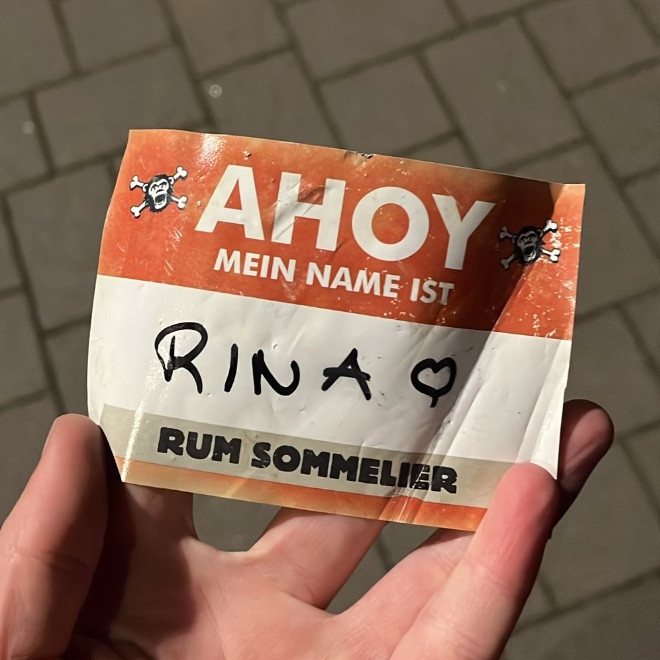 AHOY
MEIN NAME IST
RINA ♡
RUM SOMMELIER